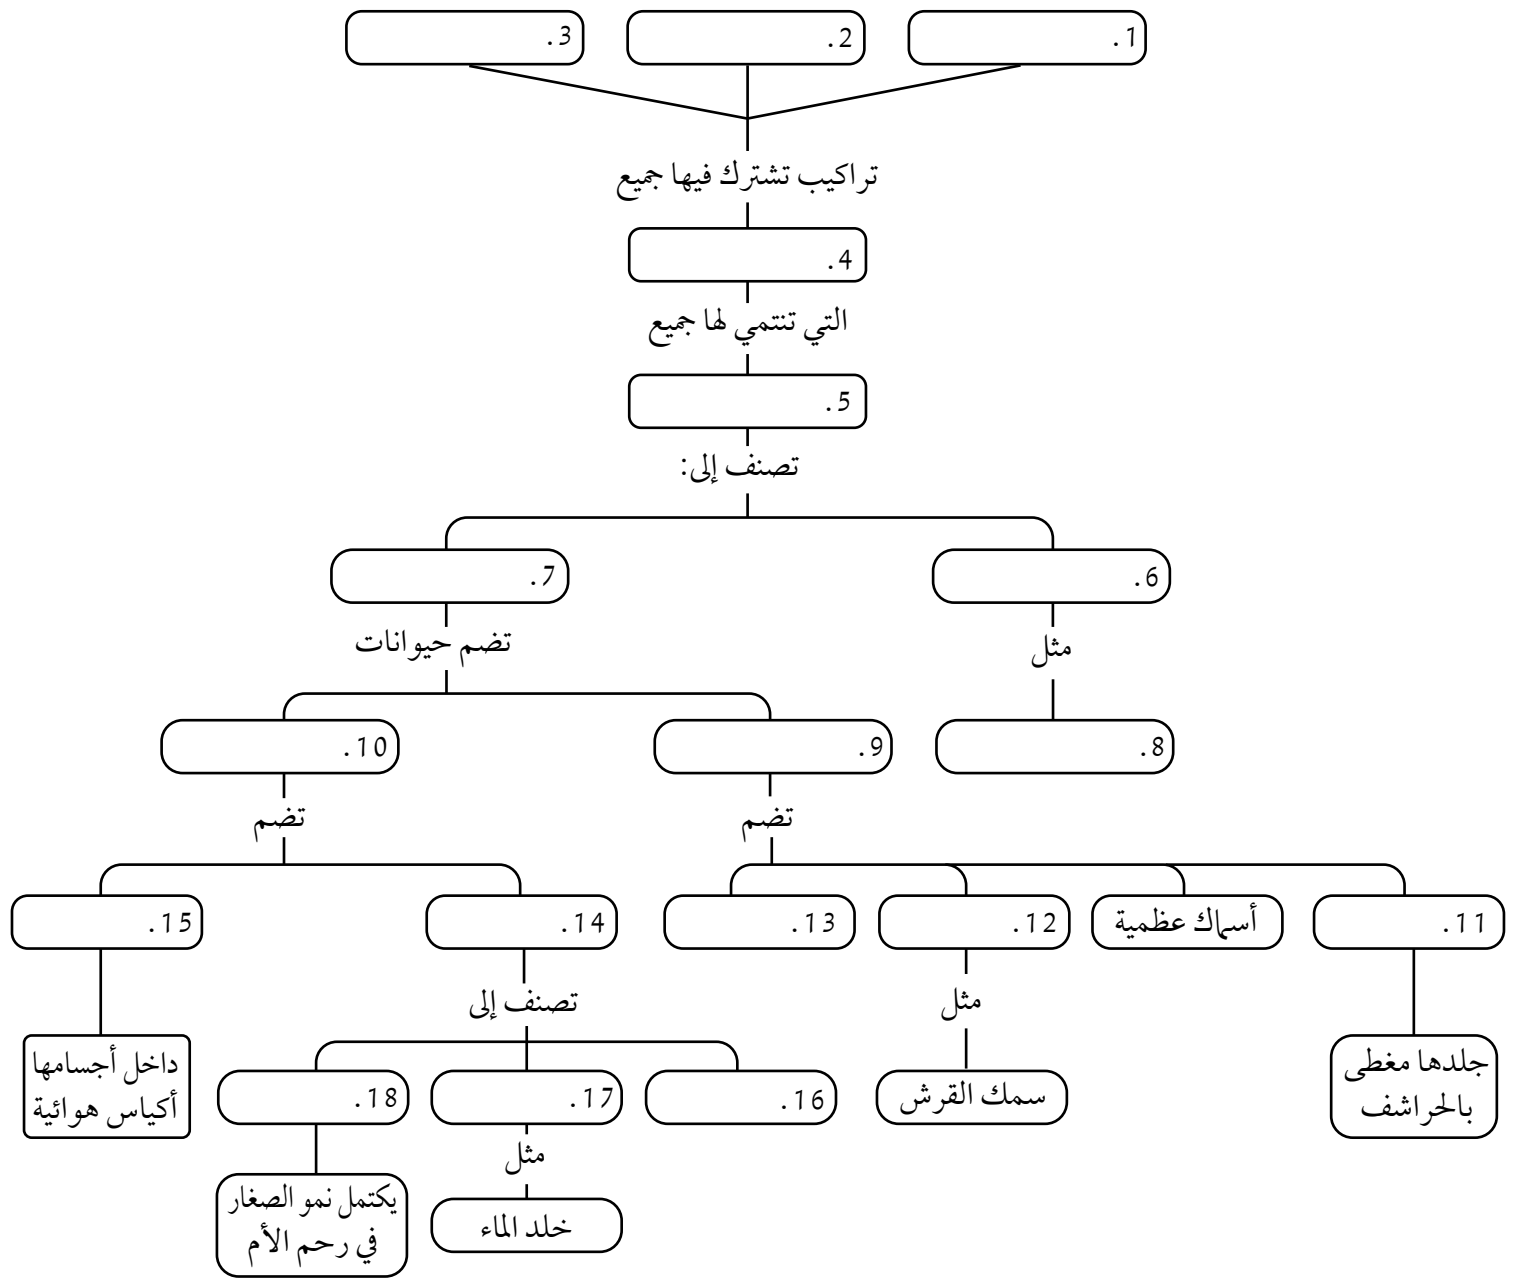 1.
2.
3.
تراكيب تشترك فيها جميع
4.
التي تنتمي لها جميع
5.
تصنف إلى:
6.
7.
مثل
تضم حيوانات
8.
9.
10.
تضم
تضم
11.
أسماك عظمية
12.
13.
14.
15.
جلدها مغطى
بالحراشف
مثل
سمك القرش
تصنف إلى
داخل أجسامها
أكياس هوائية
16.
17.
18.
مثل
خلد الماء
يكتمل نمو الصغار
في رحم الأم